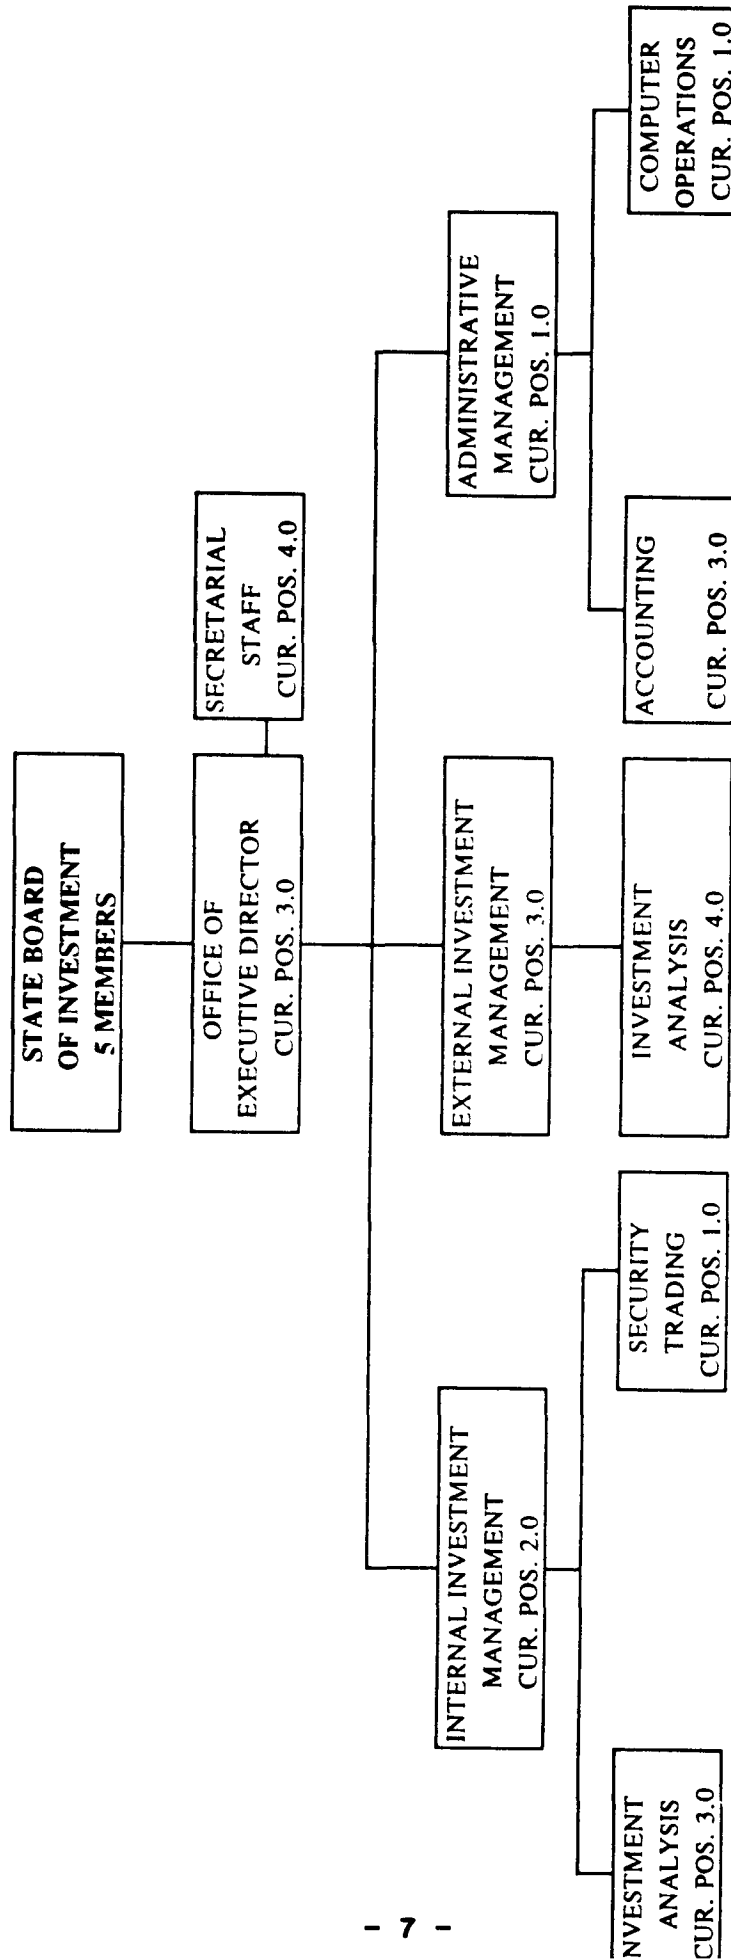 STATE BOARD
OF INVESTMENT
5 MEMBERS
OFFICE OF
EXECUTIVE DIRECTOR
CUR. POS. 3.0
SECRETARIAL
STAFF
CUR. POS. 4.0
INTERNAL INVESTMENT
MANAGEMENT
CUR. POS. 2.0
EXTERNAL INVESTMENT
MANAGEMENT
CUR. POS. 3.0
ADMINISTRATIVE
MANAGEMENT
CUR. POS. 1.0
NVESTMENT
ANALYSIS
CUR. POS. 3.0
SECURITY
TRADING
CUR. POS. 1.0
INVESTMENT
ANALYSIS
CUR. POS. 4.0
ACCOUNTING
CUR. POS. 3.0
COMPUTER
OPERATIONS
CUR. POS. 1.0
- 7 -